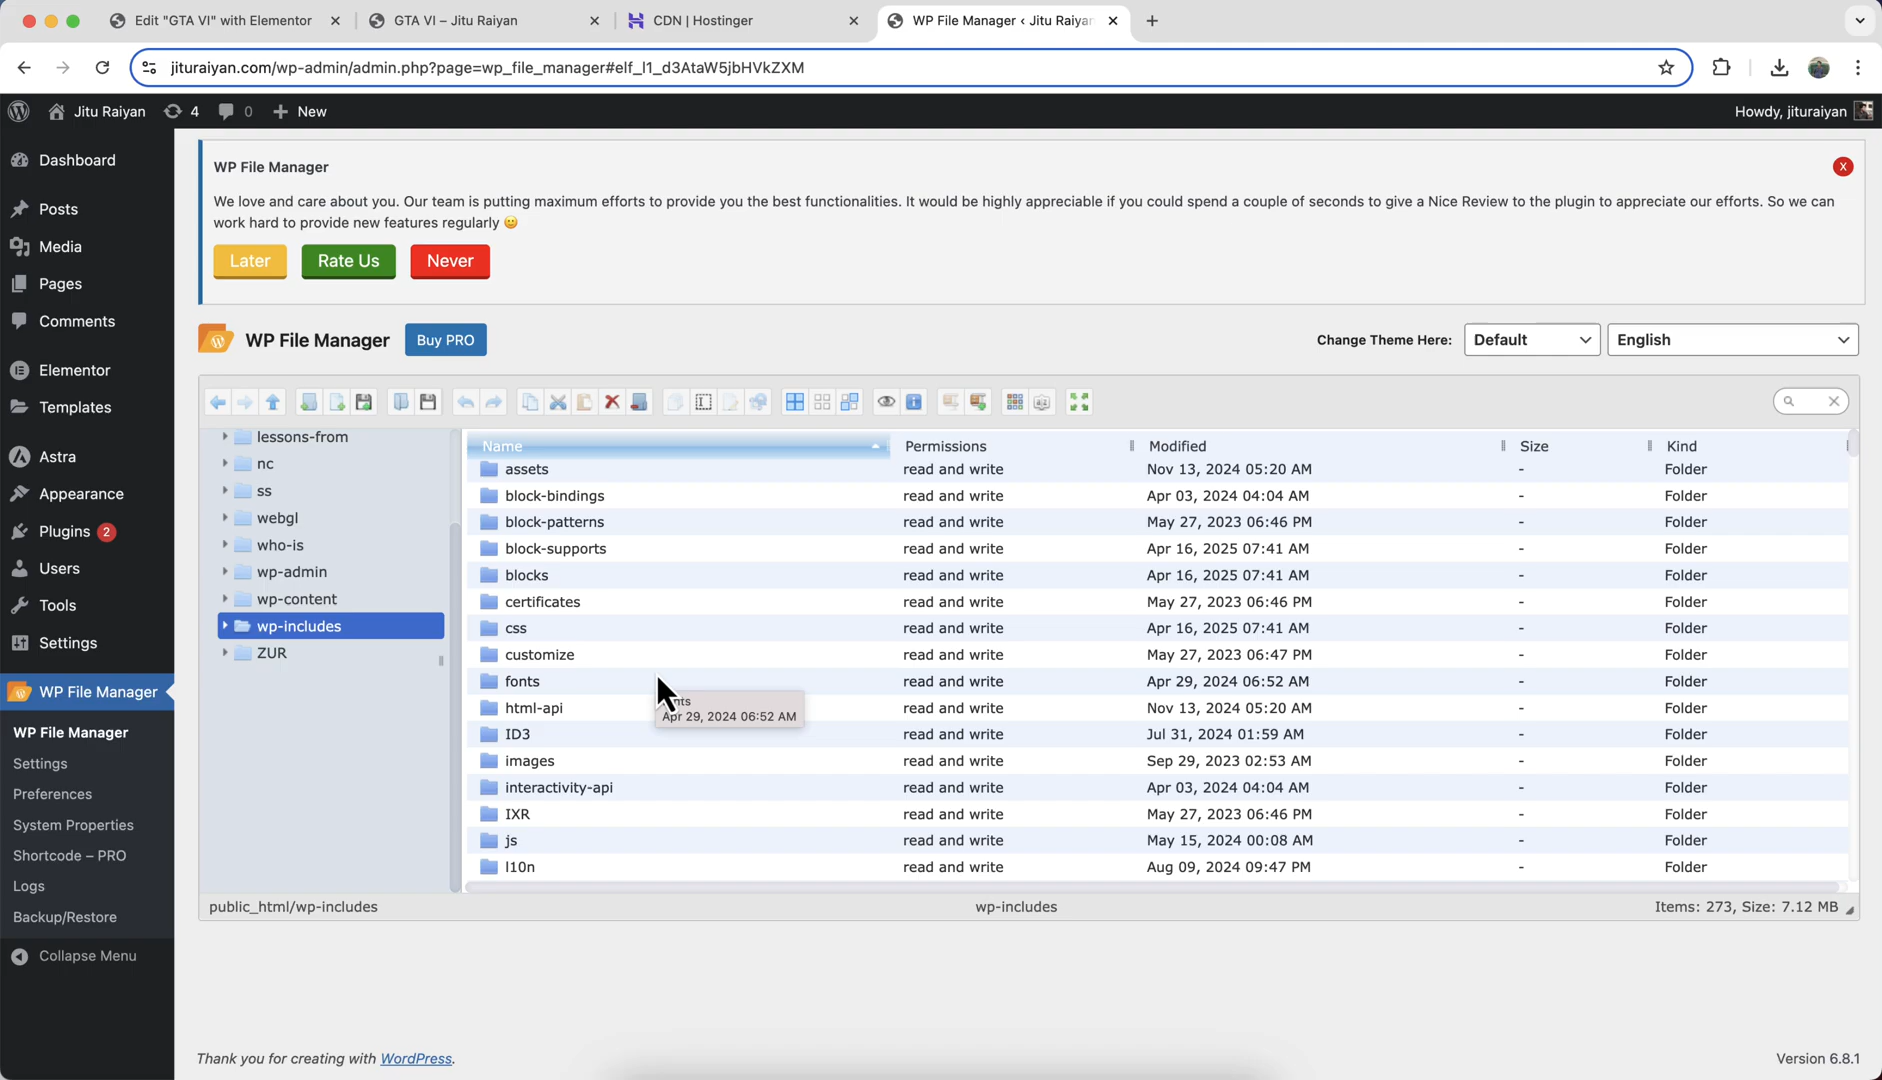 Edit "GTA VI" with Elementor
GTA VI – Jitu Raiyan
CDN | Hostinger
WP File Manager ‹ Jitu Raiyan
jituraiyan.com/wp-admin/admin.php?page=wp_file_manager#elf_l1_d3AtaW5jbHVkZXM
Jitu Raiyan 4 0 New
Howdy, jituraiyan
Dashboard
Posts
Media
Pages
Comments
Elementor
Templates
Astra
Appearance
Plugins 2
Users
Tools
Settings
WP File Manager
WP File Manager
Settings
Preferences
System Properties
Shortcode – PRO
Logs
Backup/Restore
Collapse Menu
WP File Manager
X
We love and care about you. Our team is putting maximum efforts to provide you the best functionalities. It would be highly appreciable if you could spend a couple of seconds to give a Nice Review to the plugin to appreciate our efforts. So we can
work hard to provide new features regularly
Later Rate Us Never
WP File Manager Buy PRO
Change Theme Here: Default English
lessons-from
nc
ss
webgl
who-is
wp-admin
wp-content
wp-includes
ZUR
Name Permissions Modified Size Kind
assets read and write Nov 13, 2024 05:20 AM - Folder
block-bindings read and write Apr 03, 2024 04:04 AM - Folder
block-patterns read and write May 27, 2023 06:46 PM - Folder
block-supports read and write Apr 16, 2025 07:41 AM - Folder
blocks read and write Apr 16, 2025 07:41 AM - Folder
certificates read and write May 27, 2023 06:46 PM - Folder
css read and write Apr 16, 2025 07:41 AM - Folder
customize read and write May 27, 2023 06:47 PM - Folder
fonts read and write Apr 29, 2024 06:52 AM - Folder
html-api read and write Nov 13, 2024 05:20 AM - Folder
ID3 read and write Jul 31, 2024 01:59 AM - Folder
images read and write Sep 29, 2023 02:53 AM - Folder
interactivity-api read and write Apr 03, 2024 04:04 AM - Folder
IXR read and write May 27, 2023 06:46 PM - Folder
js read and write May 15, 2024 00:08 AM - Folder
l10n read and write Aug 09, 2024 09:47 PM - Folder
Apr 29, 2024 06:52 AM
public_html/wp-includes wp-includes Items: 273, Size: 7.12 MB
Thank you for creating with WordPress.
Version 6.8.1